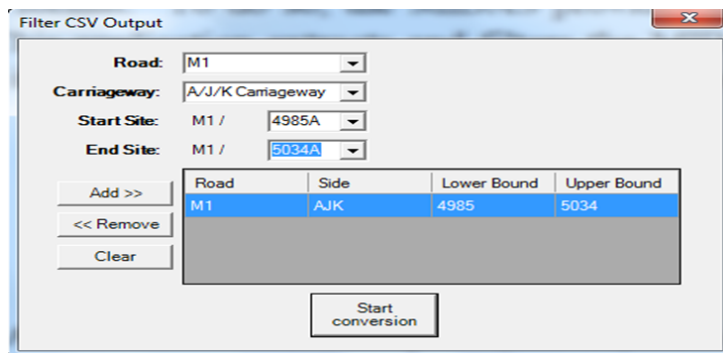 Filter CSV Output
Road: M1
Carriageway: A/J/K Carriageway
Start Site: M1 / 4985A
End Site: M1 / 5034A
Add >>
<< Remove
Clear
Road Side Lower Bound Upper Bound
M1 AJK 4985 5034
Start
conversion